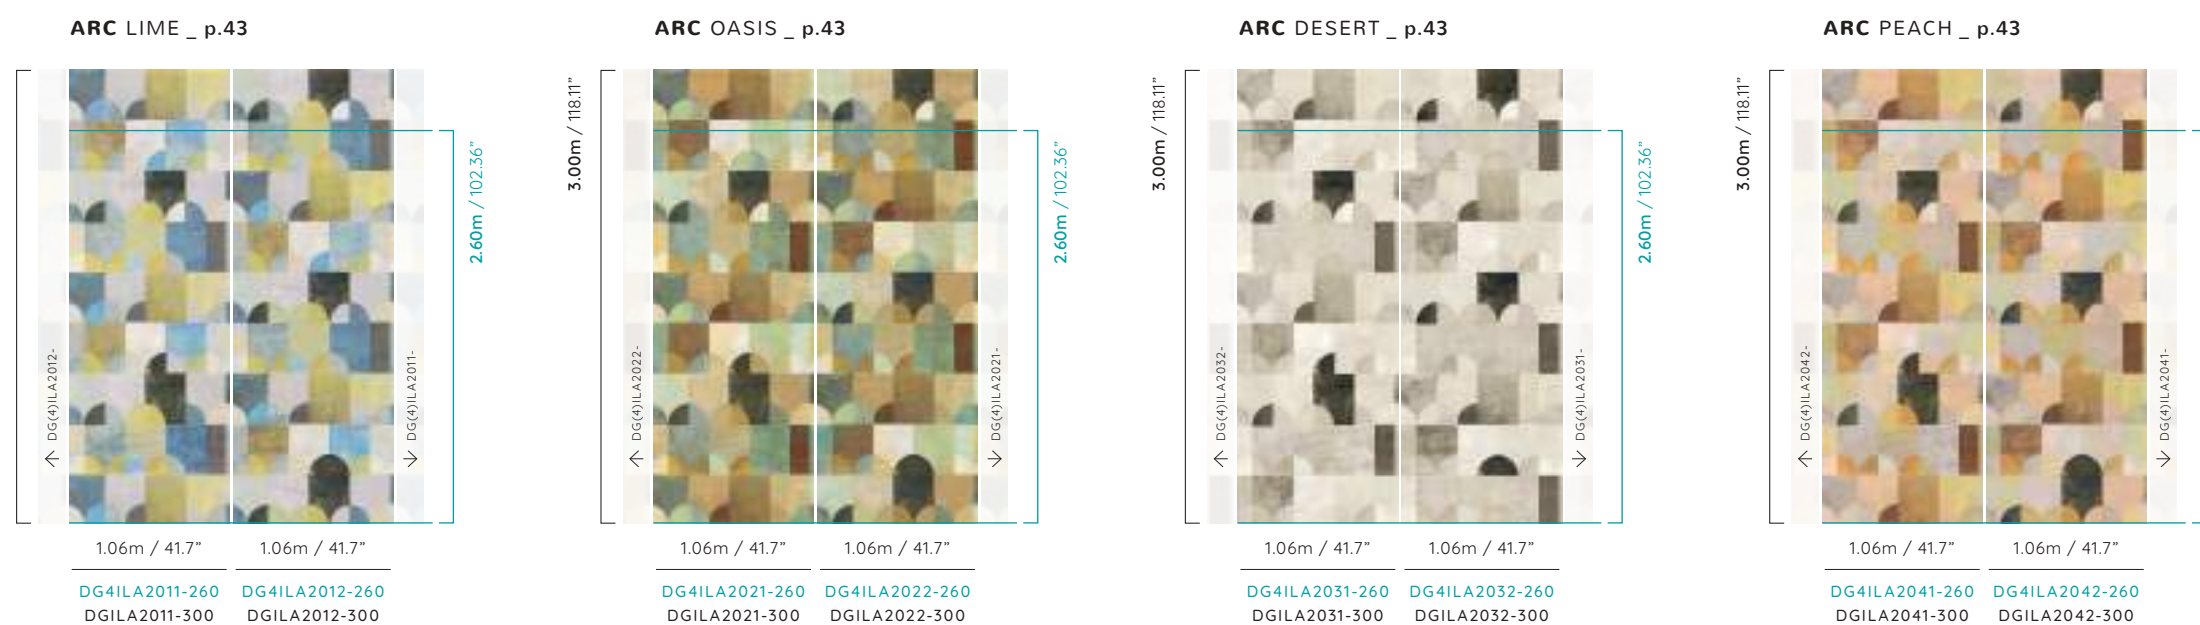 ARC LIME _ p.43
DG(4)ILA2012-
DG(4)ILA2011-
2.60m / 102.36”
1.06m / 41.7”
1.06m / 41.7”
DG4ILA2011-260
DG4ILA2012-260
DGILA2011-300
DGILA2012-300
ARC OASIS _ p.43
3.00m / 118.11”
DG(4)ILA2022-
DG(4)ILA2021-
2.60m / 102.36”
1.06m / 41.7”
1.06m / 41.7”
DG4ILA2021-260
DG4ILA2022-260
DGILA2021-300
DGILA2022-300
ARC DESERT _ p.43
3.00m / 118.11”
DG(4)ILA2032-
DG(4)ILA2031-
2.60m / 102.36”
1.06m / 41.7”
1.06m / 41.7”
DG4ILA2031-260
DG4ILA2032-260
DGILA2031-300
DGILA2032-300
ARC PEACH _ p.43
3.00m / 118.11”
DG(4)ILA2042-
DG(4)ILA2041-
1.06m / 41.7”
1.06m / 41.7”
DG4ILA2041-260
DG4ILA2042-260
DGILA2041-300
DGILA2042-300